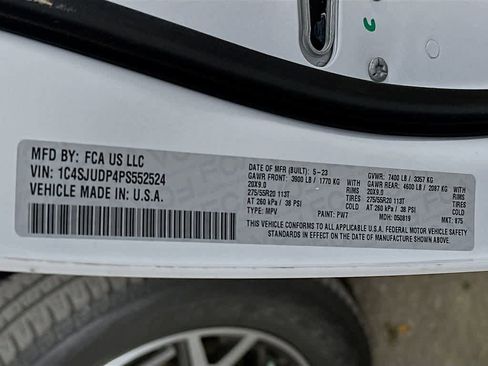 MFD BY: FCA US LLC
VIN: 1C4SJUDP4PS552524
VEHICLE MADE IN: U.S.A.
DATE OF MFR (BUILT): 5-23 GVWR: 7400 LB / 3357 KG
GAWR FRONT: 3900 LB / 1770 KG WITH GAWR REAR: 4600 LB / 2087 KG WITH
20X9.0 RIMS 20X9.0 RIMS
275/55R20 113T TIRES 275/55R20 113T TIRES
AT 260 kPa / 38 PSI COLD AT 260 kPa / 38 PSI COLD
TYPE: MPV PAINT: PW7 MDH: 050819 MKT: V75
THIS VEHICLE CONFORMS TO ALL APPLICABLE U.S.A. FEDERAL MOTOR VEHICLE SAFETY
STANDARDS IN EFFECT ON THE DATE OF MANUFACTURE SHOWN ABOVE.